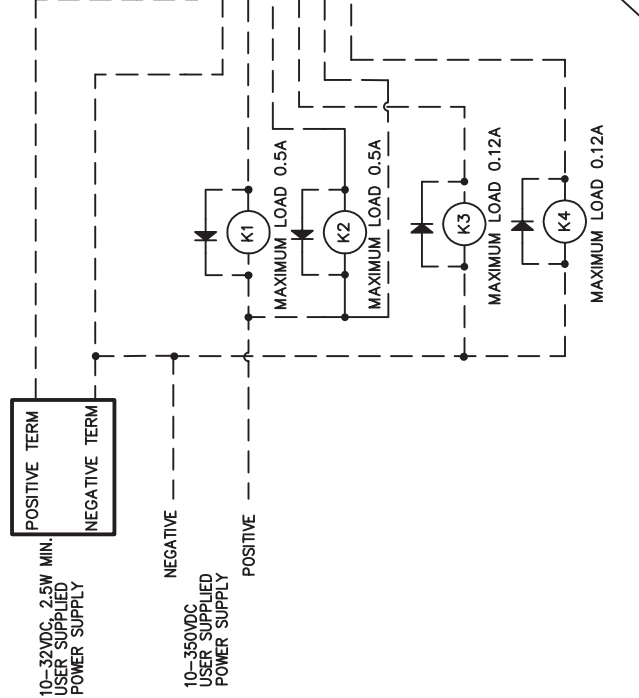 K1
MAXIMUM LOAD 0.5A
K2
MAXIMUM LOAD 0.5A
K3
MAXIMUM LOAD 0.12A
K4
MAXIMUM LOAD 0.12A
POSITIVE TERM
NEGATIVE TERM
10-32VDC, 2.5W MIN.
USER SUPPLIED
POWER SUPPLY
NEGATIVE
POSITIVE
10-350VDC
USER SUPPLIED
POWER SUPPLY